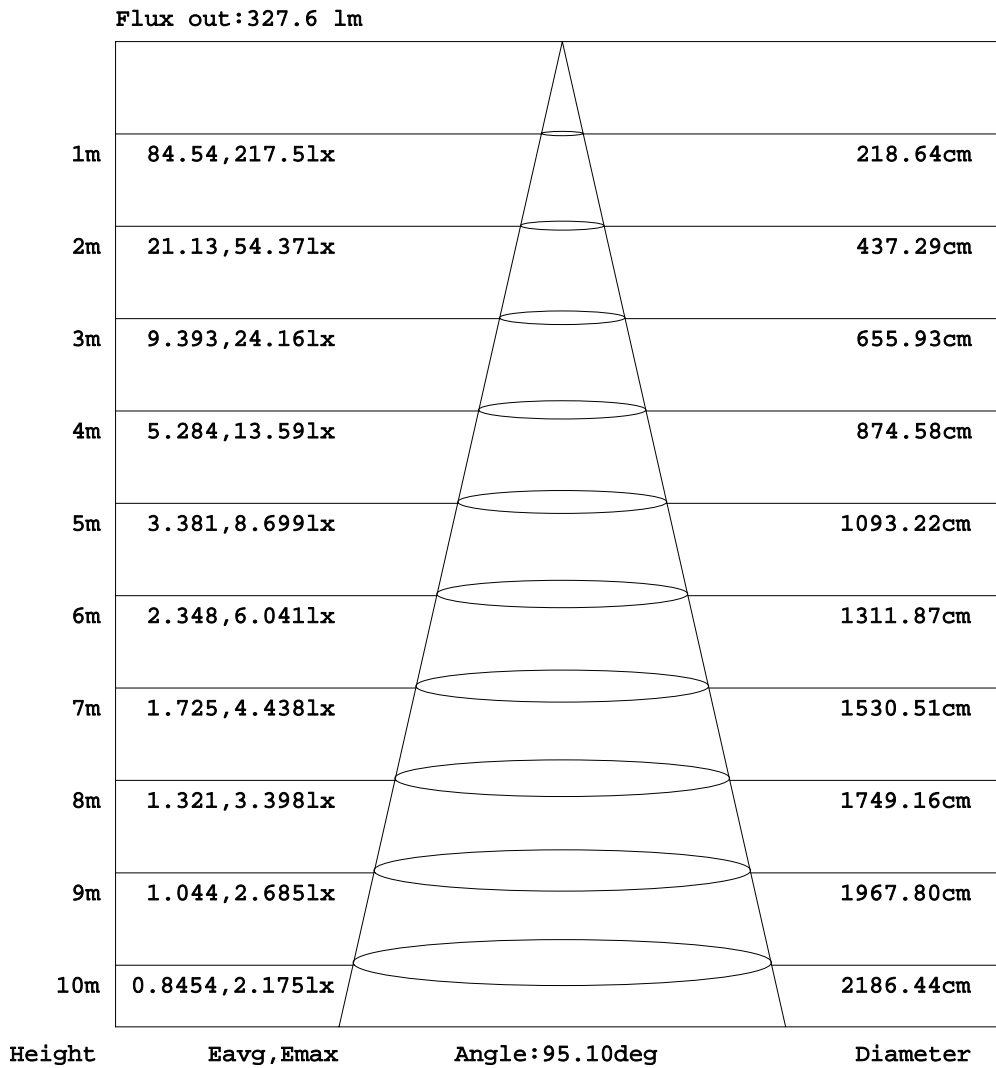 Flux out:327.6 lm
1m 84.54,217.5lx 218.64cm
2m 21.13,54.37lx 437.29cm
3m 9.393,24.16lx 655.93cm
4m 5.284,13.59lx 874.58cm
5m 3.381,8.699lx 1093.22cm
6m 2.348,6.041lx 1311.87cm
7m 1.725,4.438lx 1530.51cm
8m 1.321,3.398lx 1749.16cm
9m 1.044,2.685lx 1967.80cm
10m 0.8454,2.175lx 2186.44cm
Height Eavg,Emax Angle:95.10deg Diameter